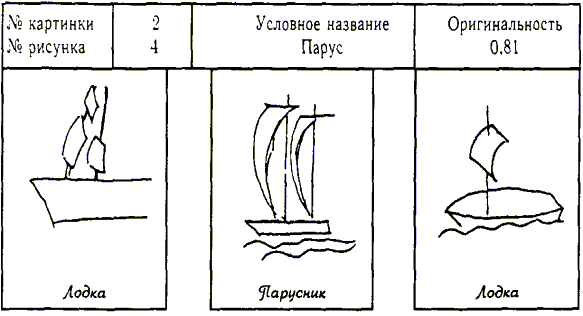 № картинки 2 Условное название Оригинальность
№ рисунка 4 Парус 0.81
Лодка Парусник Лодка